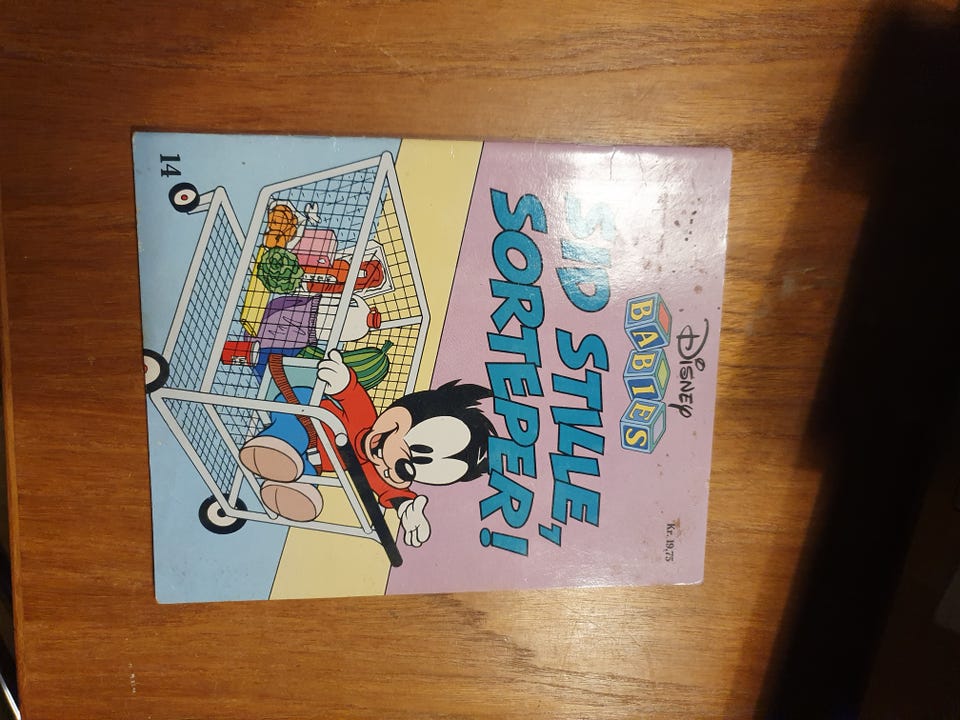 DISNEY
BABIES
Kr. 19,75
SID STILLE,
SORTEPER!
14